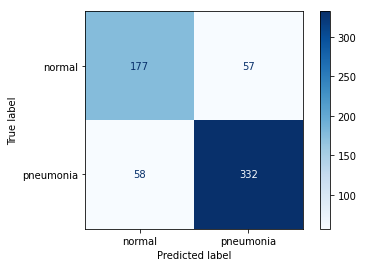 normal
pneumonia
True label
177
57
58
332
normal pneumonia
Predicted label
300
250
200
150
100